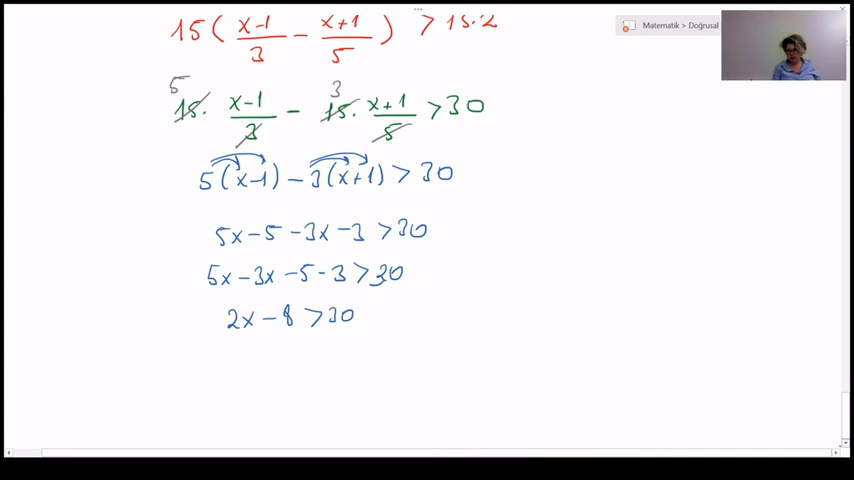 15( x-1/3 - x+1/5 ) > 15.2
Matematik > Doğrusal
5 3
15. x-1/3 - 15. x+1/5 > 30
5(x-1) - 3(x+1) > 30
5x - 5 - 3x - 3 > 30
5x - 3x - 5 - 3 > 30
2x - 8 > 30